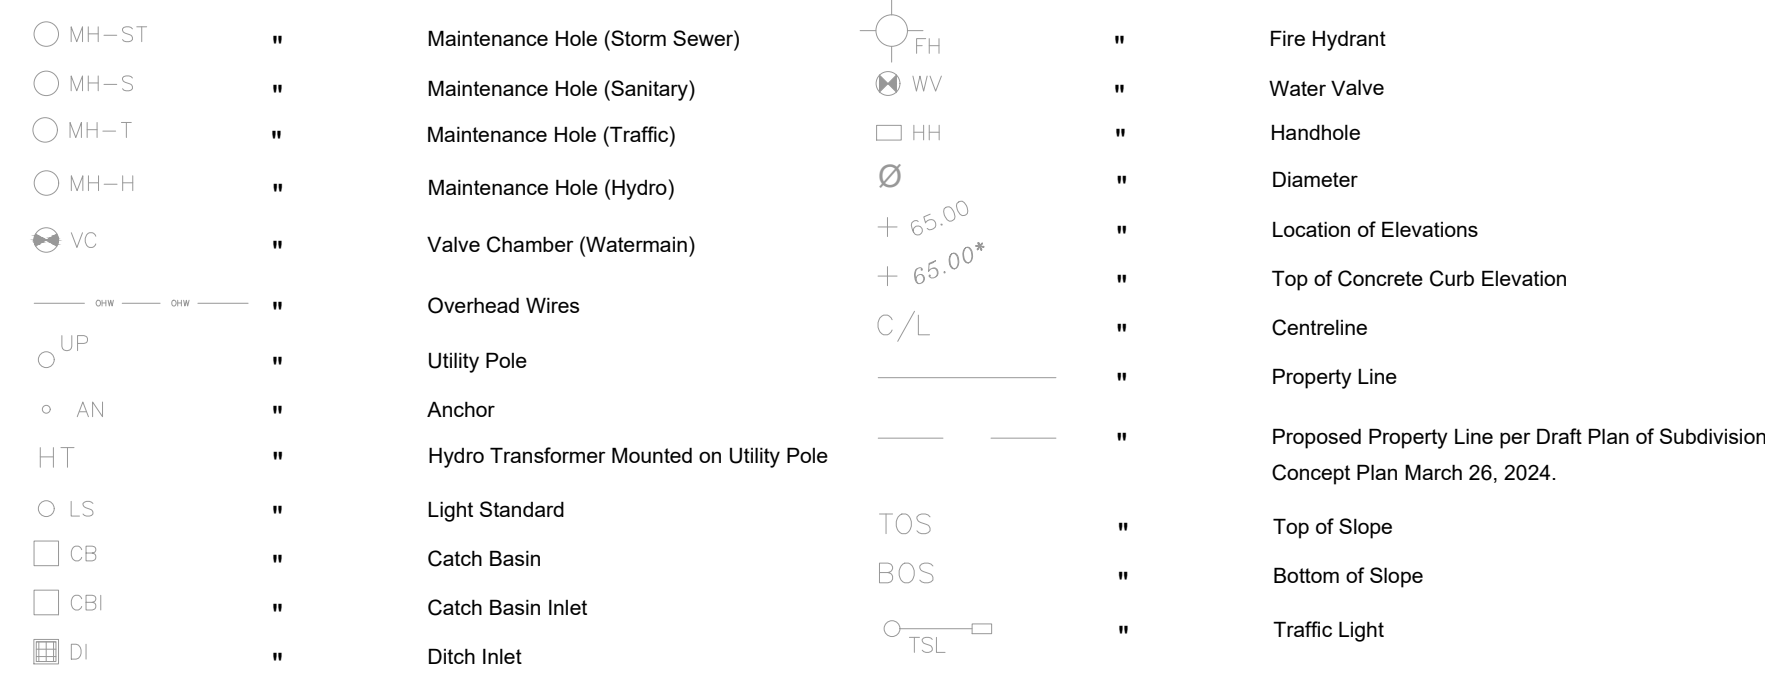 MH-ST " Maintenance Hole (Storm Sewer)
MH-S " Maintenance Hole (Sanitary)
MH-T " Maintenance Hole (Traffic)
MH-H " Maintenance Hole (Hydro)
VC " Valve Chamber (Watermain)
OHW OHW " Overhead Wires
UP " Utility Pole
AN " Anchor
HT " Hydro Transformer Mounted on Utility Pole
LS " Light Standard
CB " Catch Basin
CBI " Catch Basin Inlet
DI " Ditch Inlet
FH " Fire Hydrant
WV " Water Valve
HH " Handhole
Ø " Diameter
+ 65.00 " Location of Elevations
+ 65.00* " Top of Concrete Curb Elevation
C/L " Centreline
" Property Line
" Proposed Property Line per Draft Plan of Subdivision
Concept Plan March 26, 2024.
TOS " Top of Slope
BOS " Bottom of Slope
TSL " Traffic Light